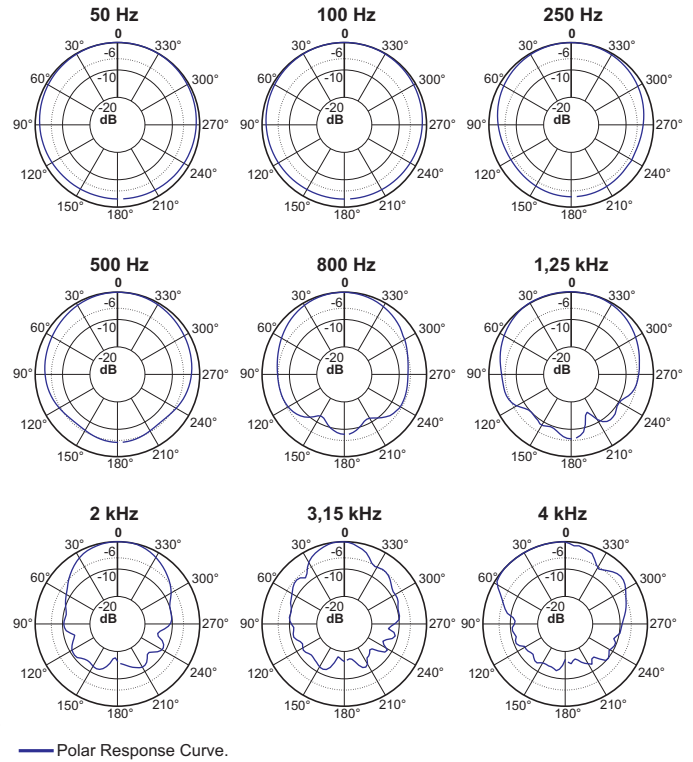 50 Hz 100 Hz 250 Hz
0 0 0
30° 330° 30° 330° 30° 330°
-6 -6 -6
60° -10 300° 60° -10 300° 60° -10 300°
-20 -20 -20
90° dB 270° 90° dB 270° 90° dB 270°
120° 240° 120° 240° 120° 240°
150° 210° 150° 210° 150° 210°
180° 180° 180°
500 Hz 800 Hz 1,25 kHz
0 0 0
30° 330° 30° 330° 30° 330°
-6 -6 -6
60° -10 300° 60° -10 300° 60° -10 300°
-20 -20 -20
90° dB 270° 90° dB 270° 90° dB 270°
120° 240° 120° 240° 120° 240°
150° 210° 150° 210° 150° 210°
180° 180° 180°
2 kHz 3,15 kHz 4 kHz
0 0 0
30° 330° 30° 330° 30° 330°
-6 -6 -6
60° -10 300° 60° -10 300° 60° -10 300°
-20 -20 -20
90° dB 270° 90° dB 270° 90° dB 270°
120° 240° 120° 240° 120° 240°
150° 210° 150° 210° 150° 210°
180° 180° 180°
Polar Response Curve.